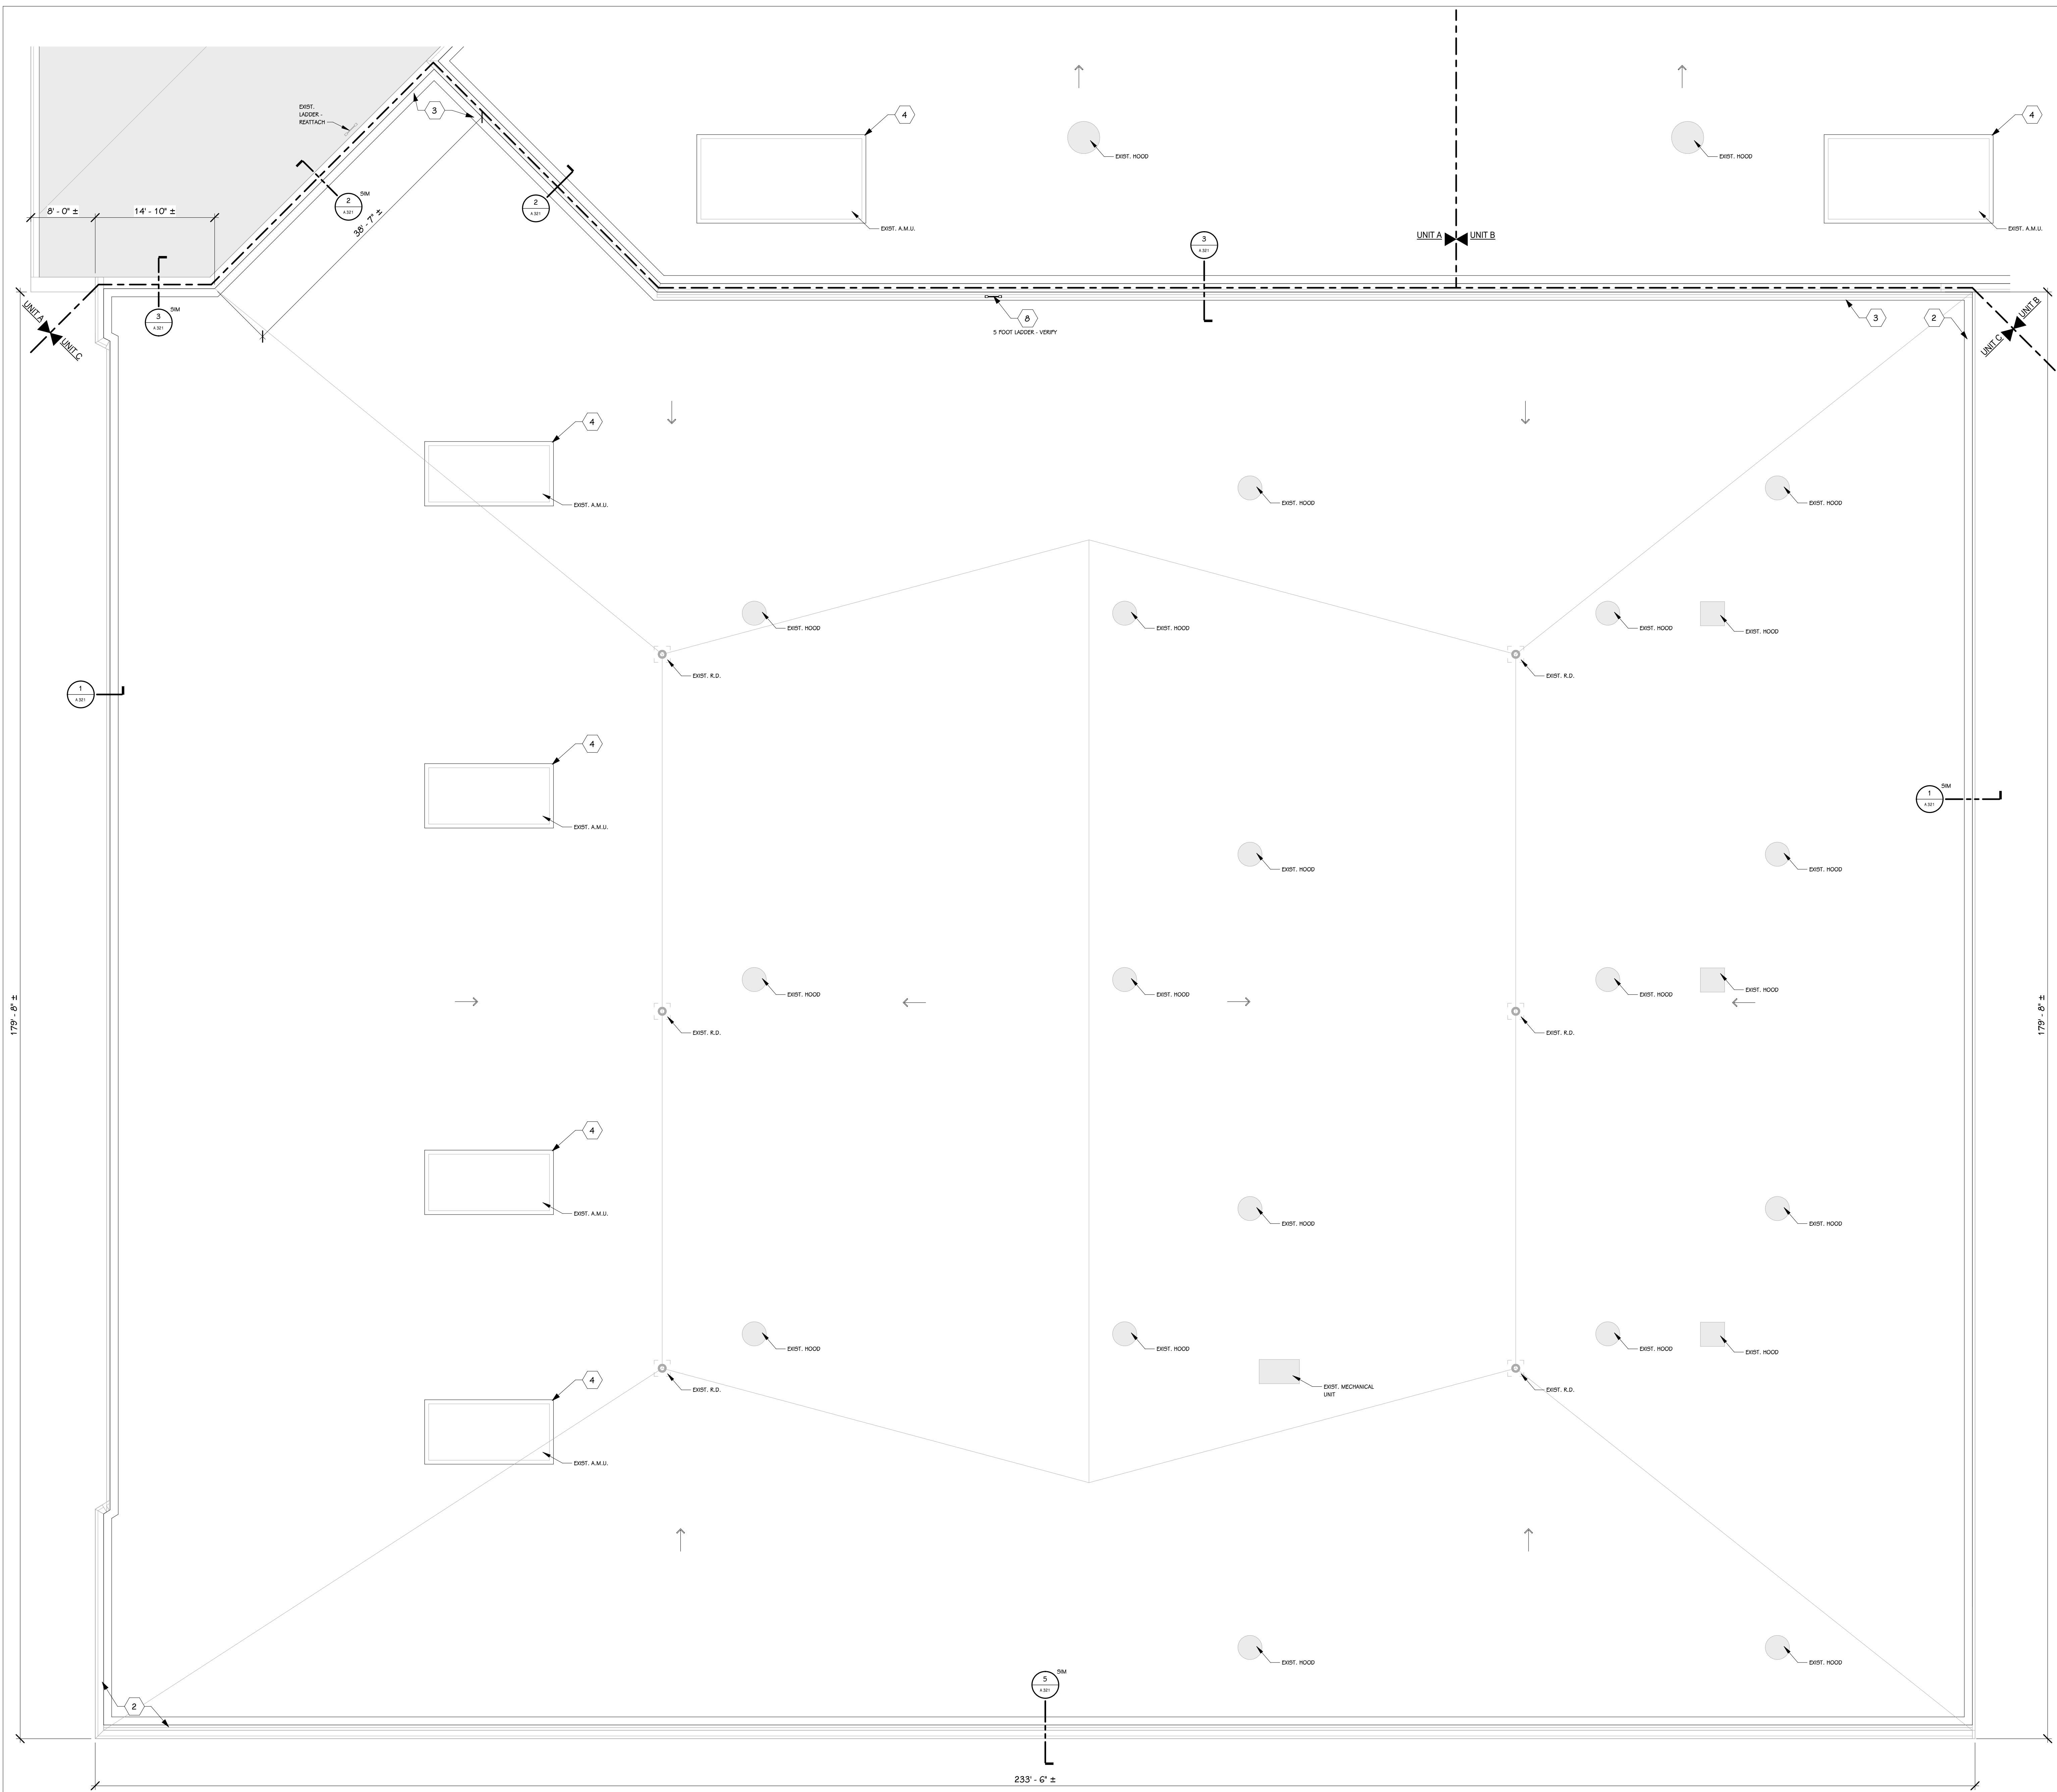 EXIST.
LADDER -
REATTACH
3
4
EXIST. HOOD
EXIST. HOOD
4
8' - 0" ±
14' - 10" ±
2
A.321
SIM
38' - 7" ±
2
A.321
EXIST. A.M.U.
EXIST. A.M.U.
UNIT A
UNIT B
3
A.321
3
A.321
SIM
UNIT A
UNIT C
8
5 FOOT LADDER - VERIFY
3
2
UNIT B
UNIT C
4
EXIST. A.M.U.
EXIST. HOOD
EXIST. HOOD
EXIST. HOOD
EXIST. HOOD
EXIST. HOOD
EXIST. HOOD
EXIST. R.D.
EXIST. R.D.
1
A.321
4
EXIST. A.M.U.
1
A.321
SIM
EXIST. HOOD
EXIST. HOOD
EXIST. HOOD
EXIST. HOOD
EXIST. HOOD
EXIST. HOOD
179' - 8" ±
179' - 8" ±
EXIST. R.D.
EXIST. R.D.
4
EXIST. A.M.U.
EXIST. HOOD
EXIST. HOOD
EXIST. HOOD
EXIST. HOOD
EXIST. HOOD
EXIST. HOOD
4
EXIST. R.D.
EXIST. MECHANICAL
UNIT
EXIST. R.D.
EXIST. A.M.U.
EXIST. HOOD
EXIST. HOOD
5
A.321
SIM
2
233' - 6" ±